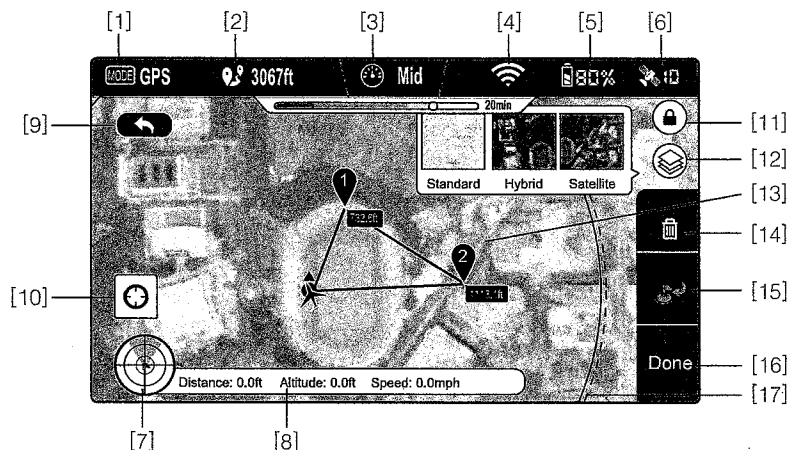 [1] [2] [3] [4] [5] [6]
MODE GPS 3067ft Mid 80% 10
20min
[9] [11]
[12]
Standard Hybrid Satellite
[13]
1
732.6ft
[14]
2
[10] [15]
Done [16]
Distance: 0.0ft Altitude: 0.0ft Speed: 0.0mph
[17]
[7] [8]